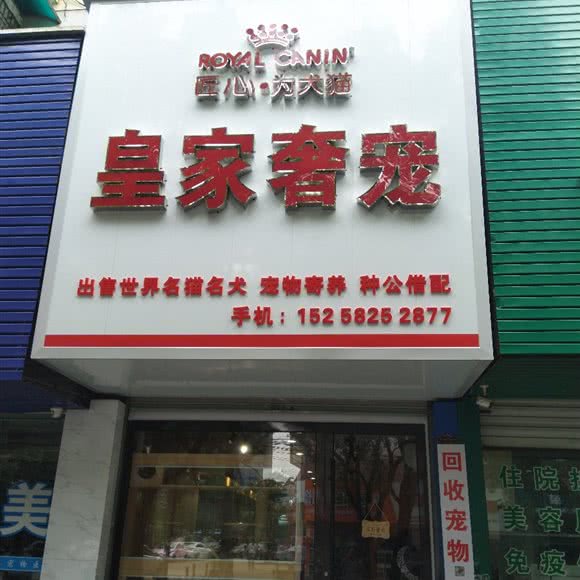 ROYAL CANIN
匠心·为犬猫
皇家奢宠
出售世界名猫名犬 宠物寄养 种公借配
手机：152 5825 2877
回收宠物
住院
美容
免疫
美